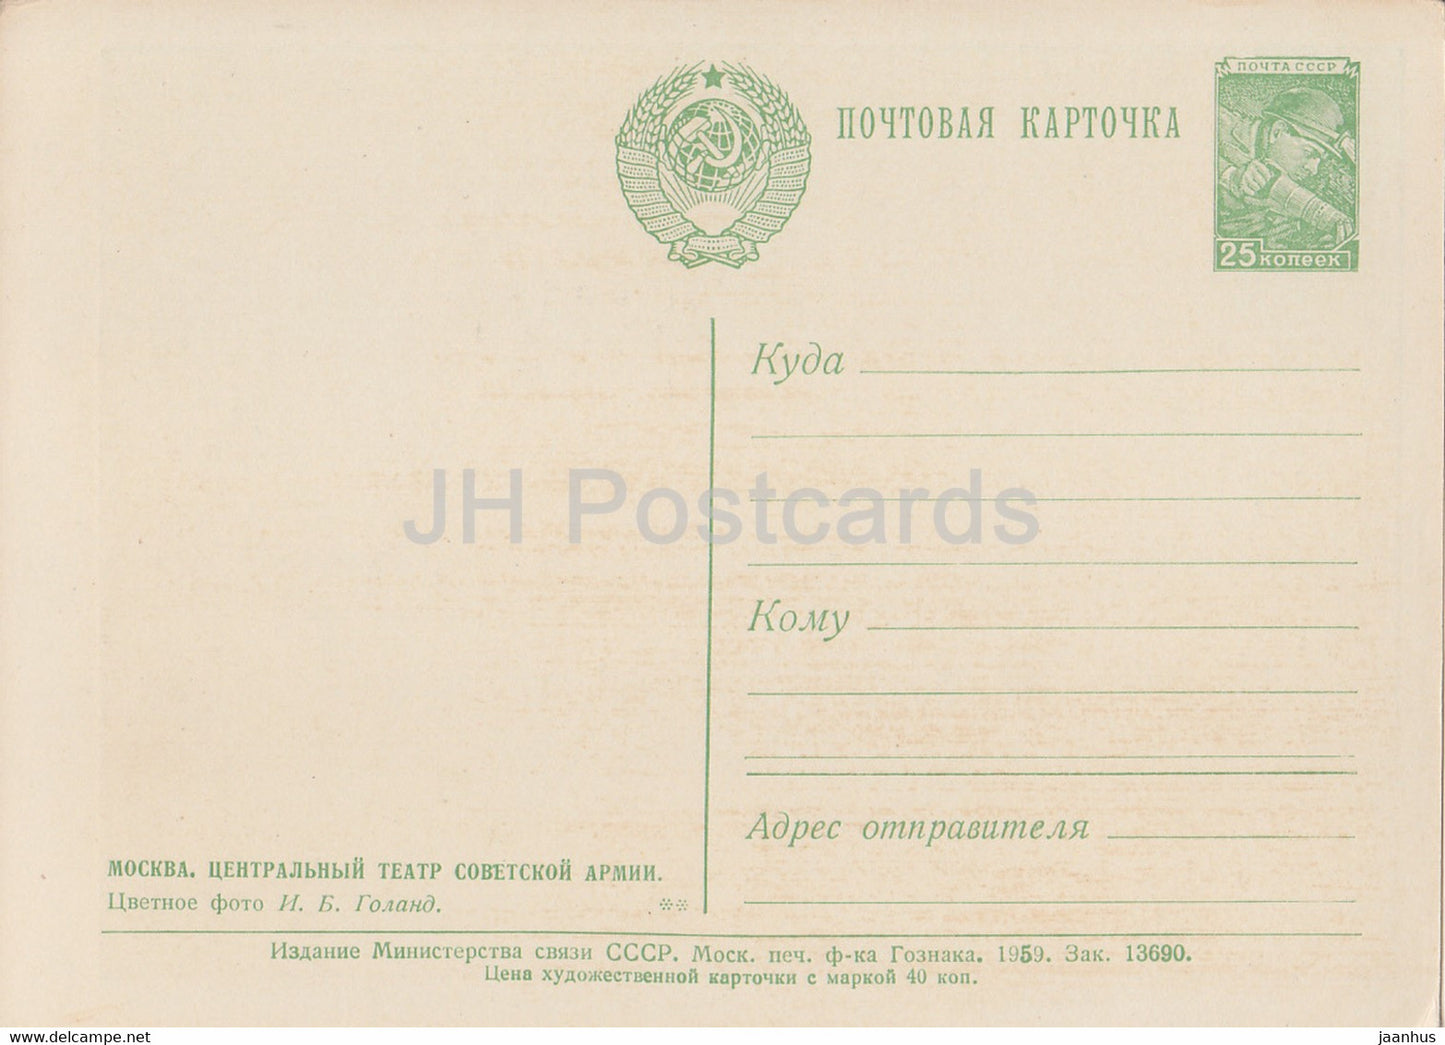 ПОЧТА СССР
ПОЧТОВАЯ КАРТОЧКА
25 копеек
Куда
JH Postcards
Кому
Адрес отправителя
МОСКВА. ЦЕНТРАЛЬНЫЙ ТЕАТР СОВЕТСКОЙ АРМИИ.
Цветное фото И. Б. Голанд.
Издание Министерства связи СССР. Моск. печ. ф-ка Гознака. 1959. Зак. 13690.
Цена художественной карточки с маркой 40 коп.
https://www.hippostcard.net
jaanhus